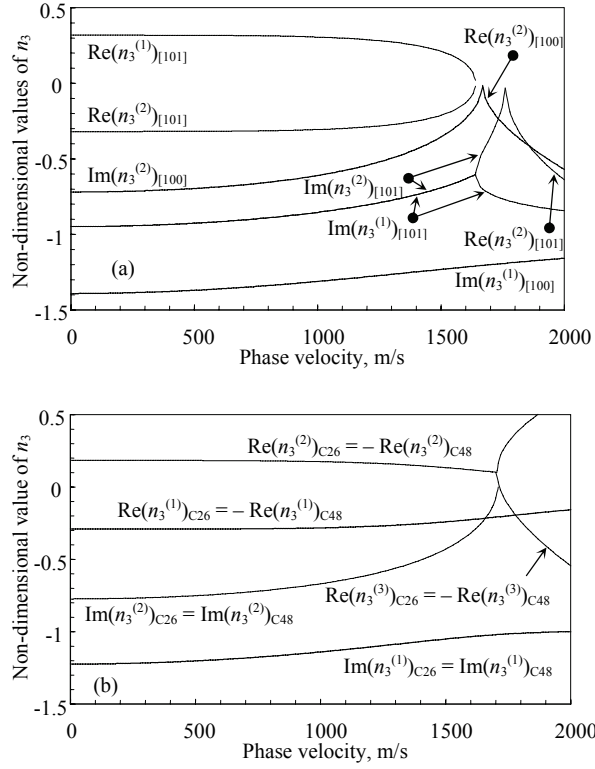 0.5
0
-0.5
-1
-1.5
Non-dimensional values of n₃
Re(n₃⁽¹⁾)[101]
Re(n₃⁽²⁾)[100]
Re(n₃⁽²⁾)[101]
Im(n₃⁽²⁾)[100]
Im(n₃⁽²⁾)[101]
Im(n₃⁽¹⁾)[101]
Re(n₃⁽²⁾)[101]
(a)
Im(n₃⁽¹⁾)[100]
0 500 1000 1500 2000
Phase velocity, m/s
0.5
0
-0.5
-1
-1.5
Non-dimensional value of n₃
Re(n₃⁽²⁾)C26 = – Re(n₃⁽²⁾)C48
Re(n₃⁽¹⁾)C26 = – Re(n₃⁽¹⁾)C48
Re(n₃⁽³⁾)C26 = – Re(n₃⁽³⁾)C48
Im(n₃⁽²⁾)C26 = Im(n₃⁽²⁾)C48
Im(n₃⁽¹⁾)C26 = Im(n₃⁽¹⁾)C48
(b)
0 500 1000 1500 2000
Phase velocity, m/s